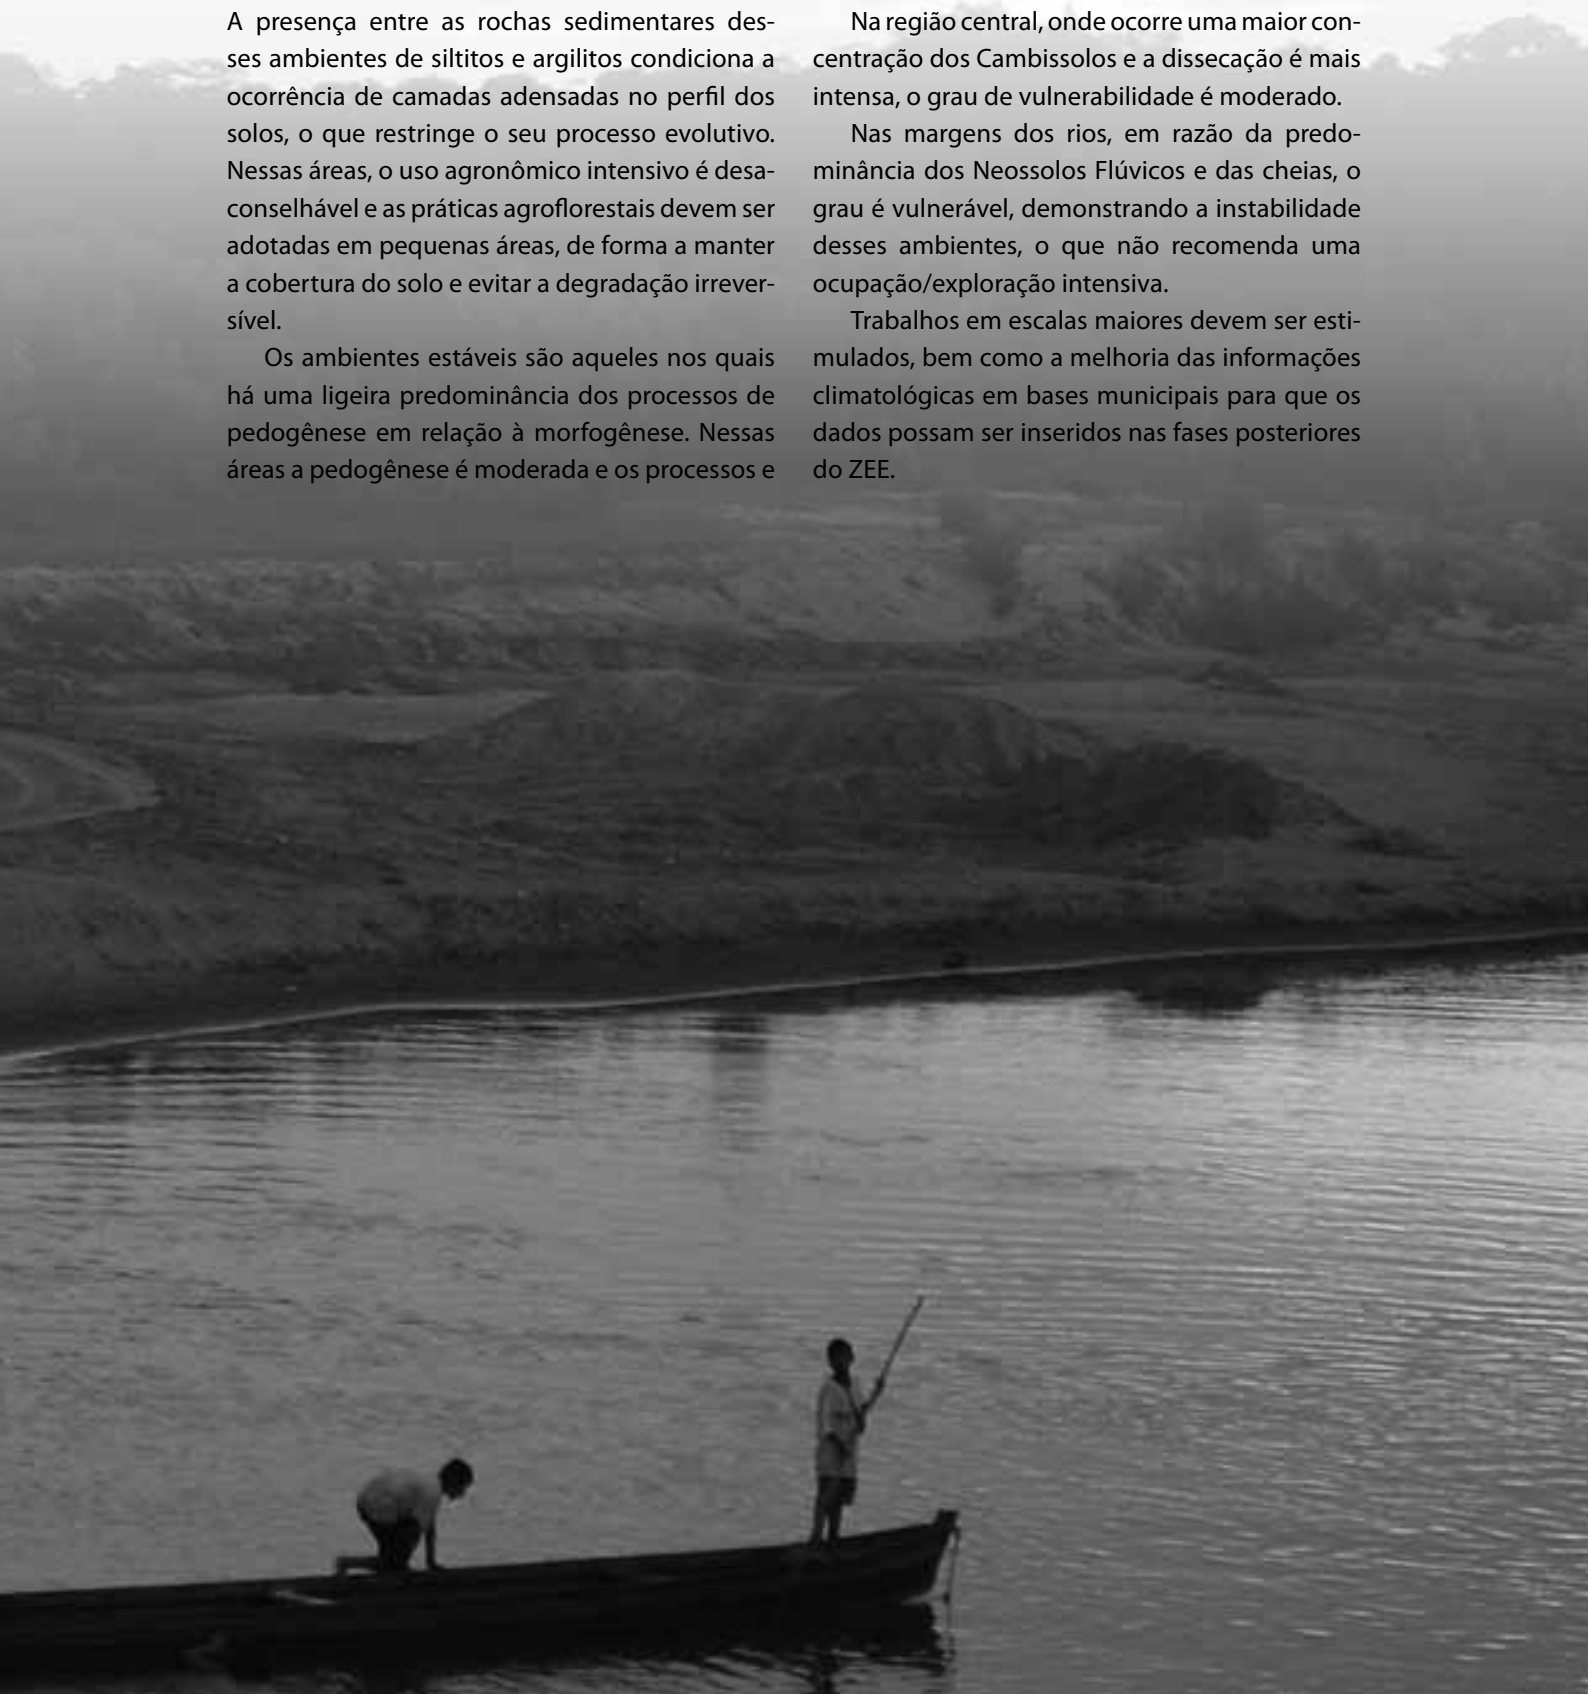 A presença entre as rochas sedimentares des-
ses ambientes de siltitos e argilitos condiciona a
ocorrência de camadas adensadas no perfil dos
solos, o que restringe o seu processo evolutivo.
Nessas áreas, o uso agronômico intensivo é desa-
conselhável e as práticas agroflorestais devem ser
adotadas em pequenas áreas, de forma a manter
a cobertura do solo e evitar a degradação irrever-
sível.
Os ambientes estáveis são aqueles nos quais
há uma ligeira predominância dos processos de
pedogênese em relação à morfogênese. Nessas
áreas a pedogênese é moderada e os processos e
Na região central, onde ocorre uma maior con-
centração dos Cambissolos e a dissecação é mais
intensa, o grau de vulnerabilidade é moderado.
Nas margens dos rios, em razão da predo-
minância dos Neossolos Flúvicos e das cheias, o
grau é vulnerável, demonstrando a instabilidade
desses ambientes, o que não recomenda uma
ocupação/exploração intensiva.
Trabalhos em escalas maiores devem ser esti-
mulados, bem como a melhoria das informações
climatológicas em bases municipais para que os
dados possam ser inseridos nas fases posteriores
do ZEE.